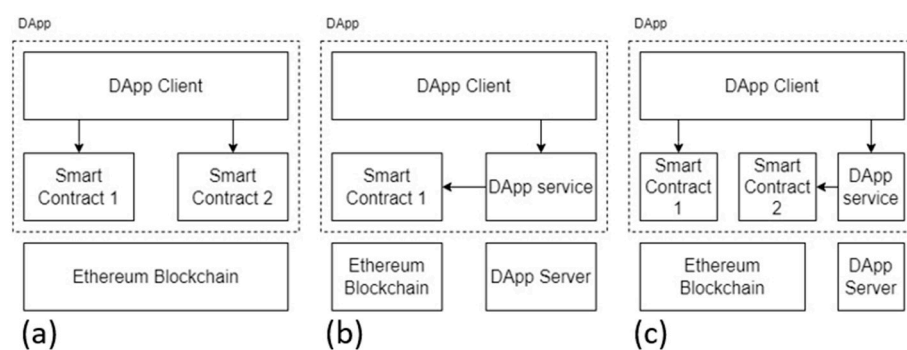 DApp
DApp Client
Smart
Contract 1
Smart
Contract 2
Ethereum Blockchain
(a)
DApp
DApp Client
Smart
Contract 1
DApp service
Ethereum
Blockchain
DApp Server
(b)
DApp
DApp Client
Smart
Contract
1
Smart
Contract
2
DApp
service
Ethereum
Blockchain
DApp
Server
(c)